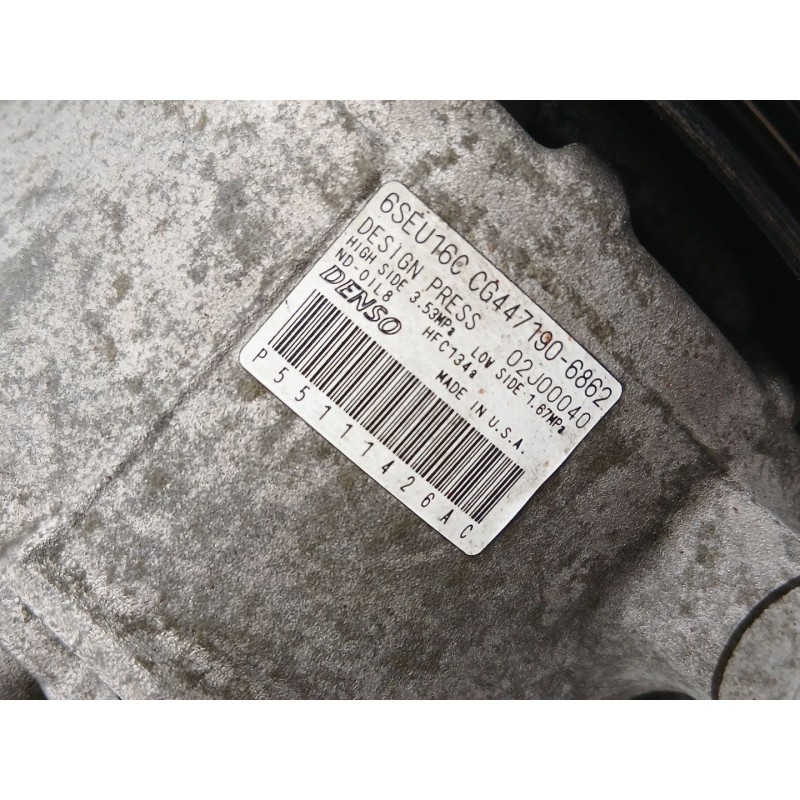 6SEU16C CG447190-6862
DESIGN PRESS 02J00040
HIGH SIDE 3.53MPa LOW SIDE 1.67MPa
ND-OIL8 HFC134a
DENSO MADE IN U.S.A.
P55111426AC